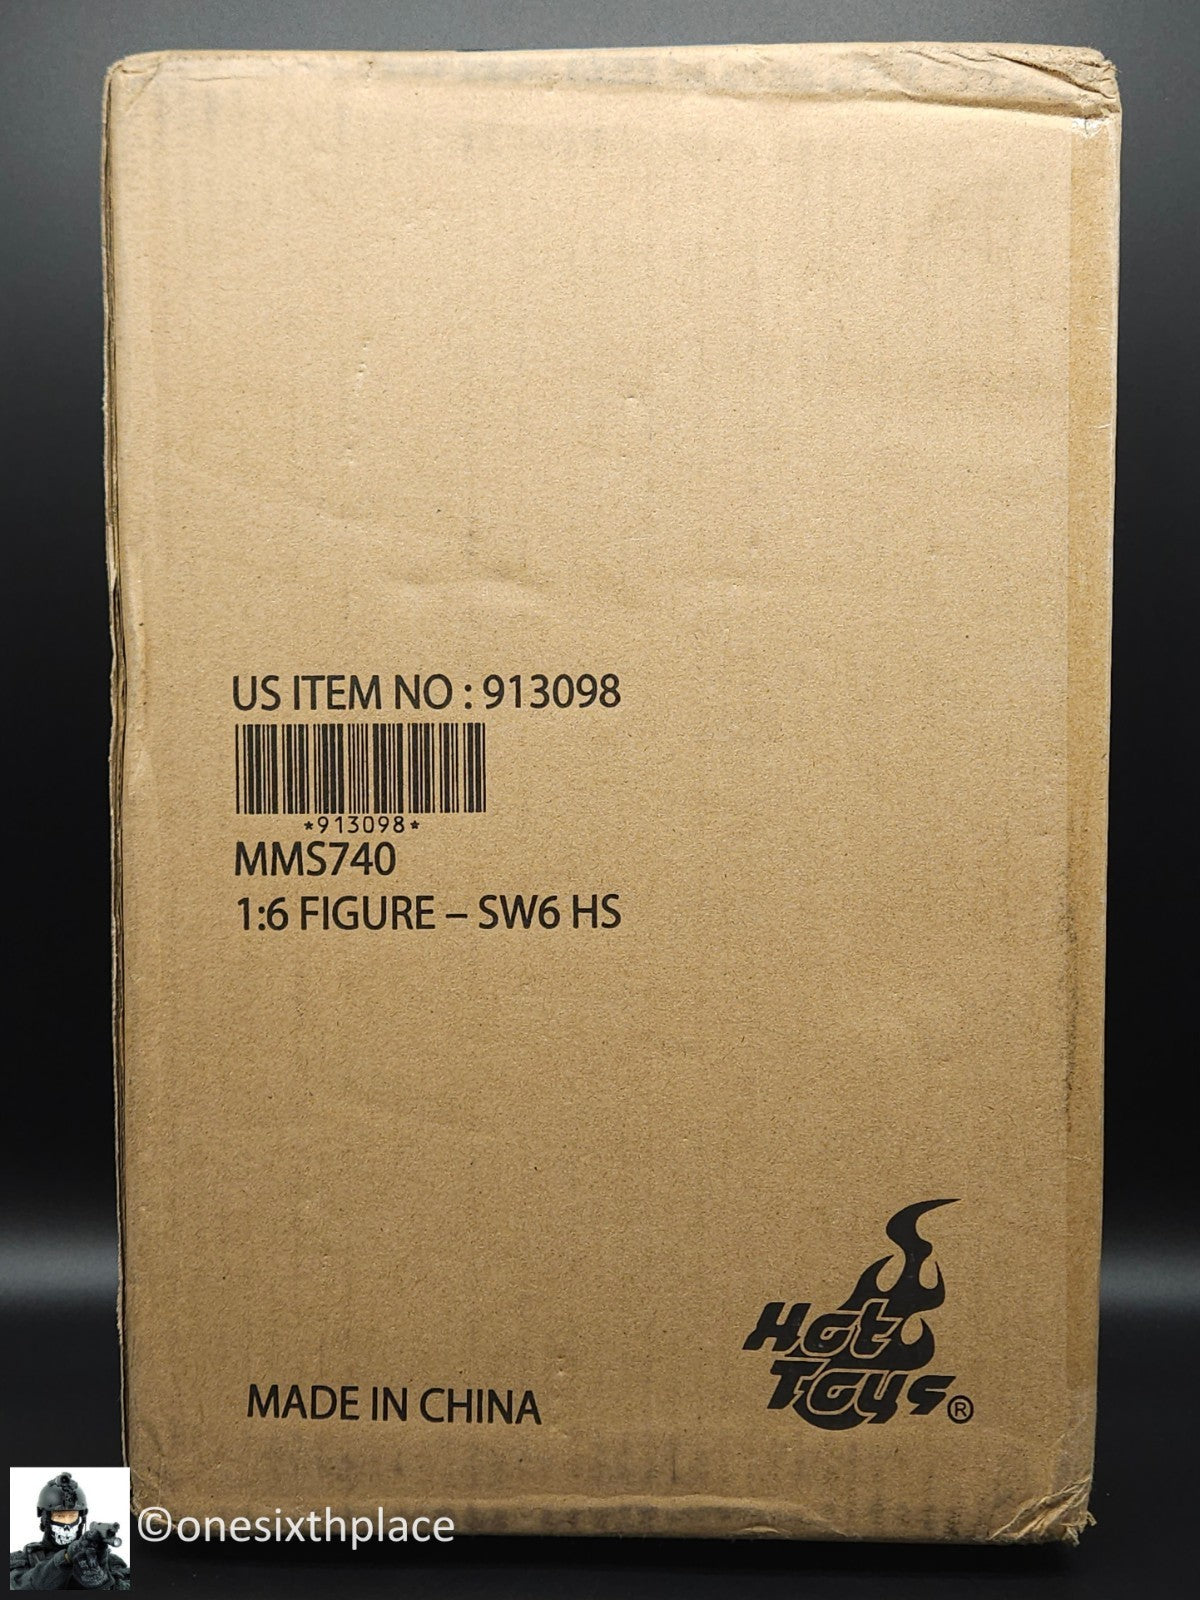 US ITEM NO : 913098
*913098*
MMS740
1:6 FIGURE – SW6 HS
Hot
Toys®
MADE IN CHINA
©onesixthplace